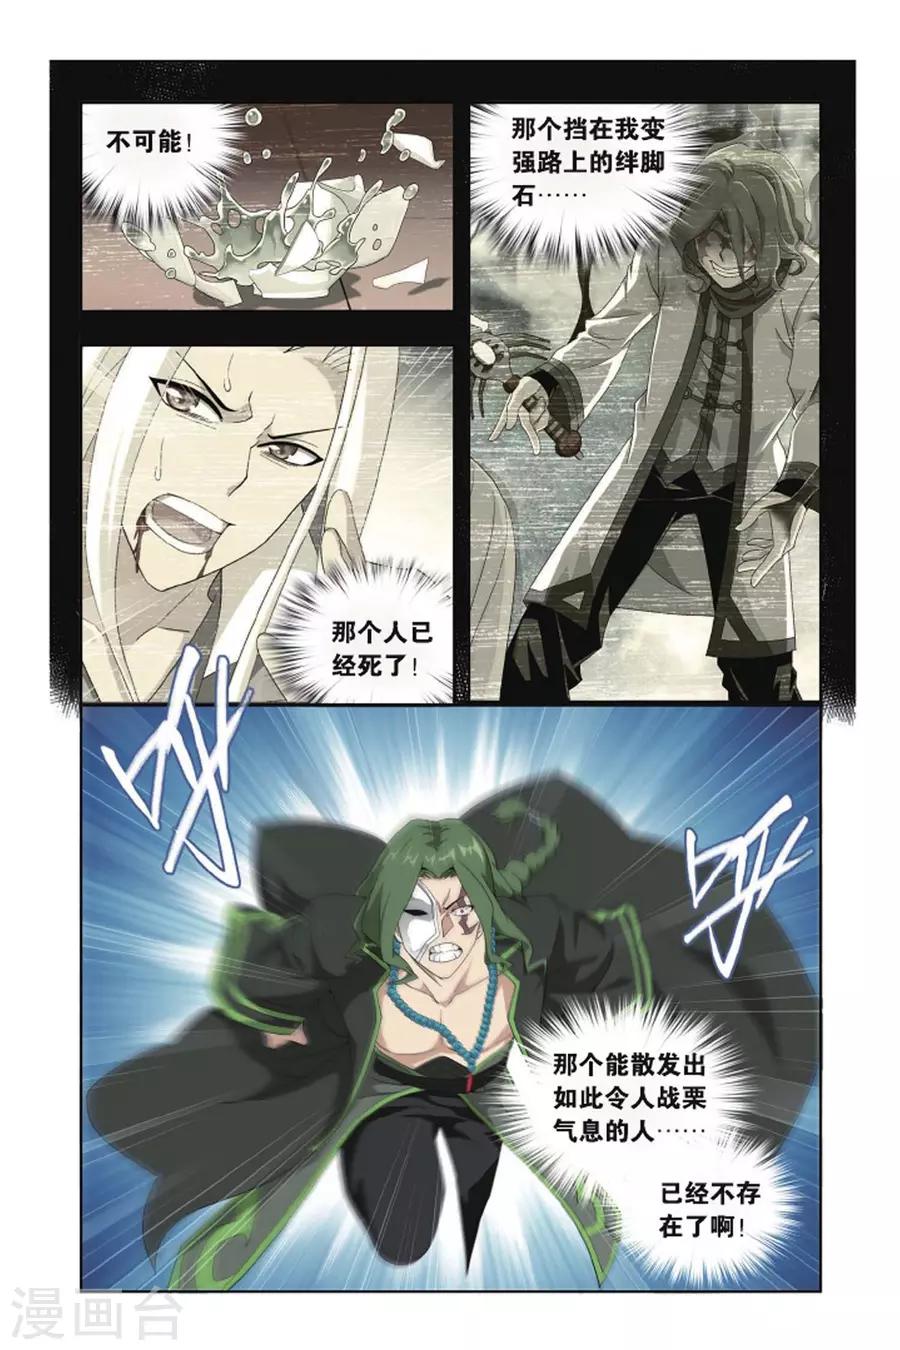 不可能！
那个挡在我变
强路上的绊脚
石……
那个人已
经死了！
呀
呀
那个能散发出
如此令人战栗
气息的人……
已经不存
在了啊！
漫画台